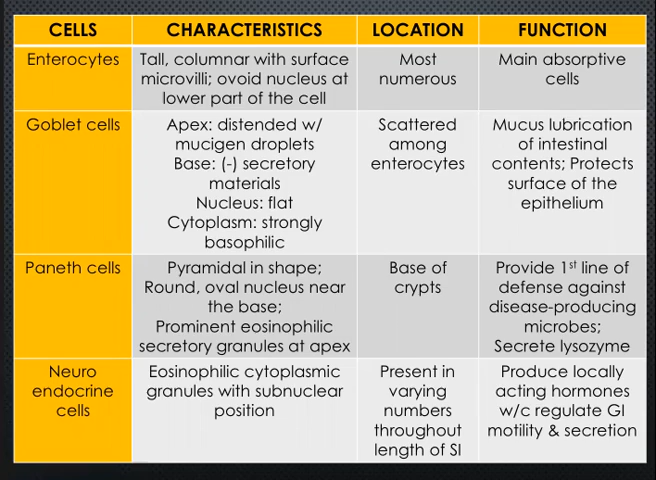 CELLS CHARACTERISTICS LOCATION FUNCTION
Enterocytes
Tall, columnar with surface
microvilli; ovoid nucleus at
lower part of the cell
Most
numerous
Main absorptive
cells
Goblet cells
Apex: distended w/
mucigen droplets
Base: (-) secretory
materials
Nucleus: flat
Cytoplasm: strongly
basophilic
Scattered
among
enterocytes
Mucus lubrication
of intestinal
contents; Protects
surface of the
epithelium
Paneth cells
Pyramidal in shape;
Round, oval nucleus near
the base;
Prominent eosinophilic
secretory granules at apex
Base of
crypts
Provide 1st line of
defense against
disease-producing
microbes;
Secrete lysozyme
Neuro
endocrine
cells
Eosinophilic cytoplasmic
granules with subnuclear
position
Present in
varying
numbers
throughout
length of SI
Produce locally
acting hormones
w/c regulate GI
motility & secretion